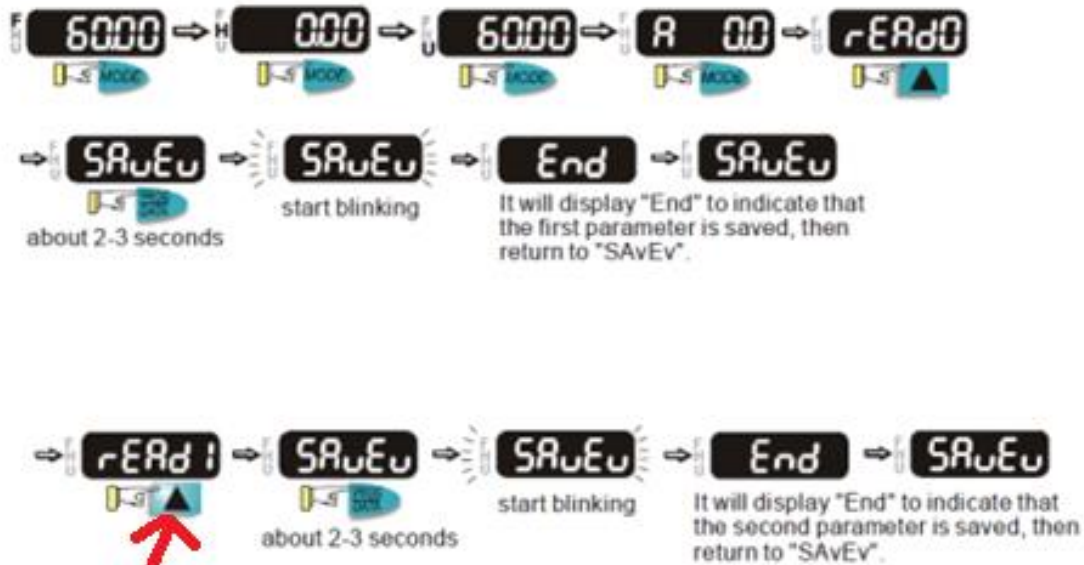 F 60.00 H 0.00 U 60.00 A 0.0 rEAd0
MODE MODE MODE MODE
SAvEv SAvEv End SAvEv
about 2-3 seconds
start blinking
It will display "End" to indicate that
the first parameter is saved, then
return to "SAvEv".
rEAd1 SAvEv SAvEv End SAvEv
DATA
about 2-3 seconds
start blinking
It will display "End" to indicate that
the second parameter is saved, then
return to "SAvEv".